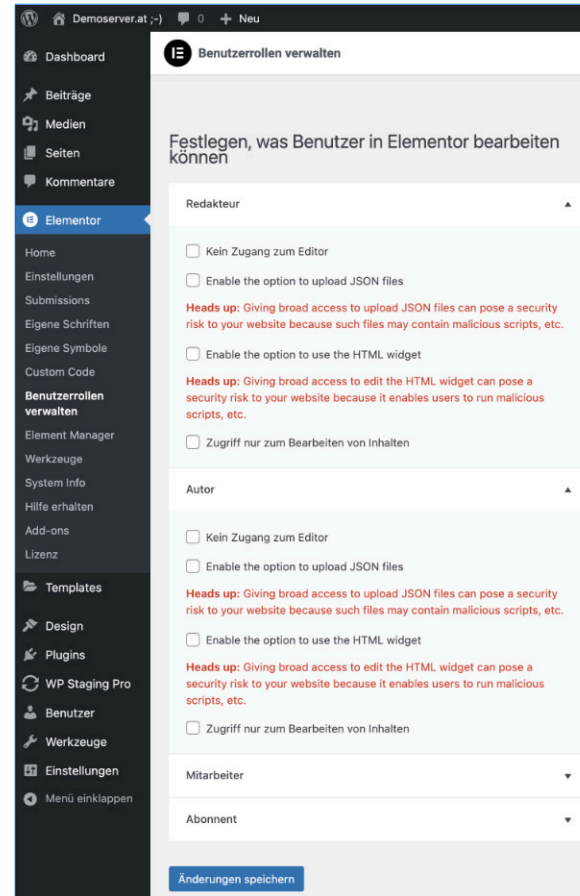 Demoserver.at ;-) 0 + Neu
Dashboard
Beiträge
Medien
Seiten
Kommentare
Elementor
Home
Einstellungen
Submissions
Eigene Schriften
Eigene Symbole
Custom Code
Benutzerrollen
verwalten
Element Manager
Werkzeuge
System Info
Hilfe erhalten
Add-ons
Lizenz
Templates
Design
Plugins
WP Staging Pro
Benutzer
Werkzeuge
Einstellungen
Menü einklappen
Benutzerrollen verwalten
Festlegen, was Benutzer in Elementor bearbeiten
können
Redakteur
Kein Zugang zum Editor
Enable the option to upload JSON files
Heads up: Giving broad access to upload JSON files can pose a security
risk to your website because such files may contain malicious scripts, etc.
Enable the option to use the HTML widget
Heads up: Giving broad access to edit the HTML widget can pose a
security risk to your website because it enables users to run malicious
scripts, etc.
Zugriff nur zum Bearbeiten von Inhalten
Autor
Kein Zugang zum Editor
Enable the option to upload JSON files
Heads up: Giving broad access to upload JSON files can pose a security
risk to your website because such files may contain malicious scripts, etc.
Enable the option to use the HTML widget
Heads up: Giving broad access to edit the HTML widget can pose a
security risk to your website because it enables users to run malicious
scripts, etc.
Zugriff nur zum Bearbeiten von Inhalten
Mitarbeiter
Abonnent
Änderungen speichern